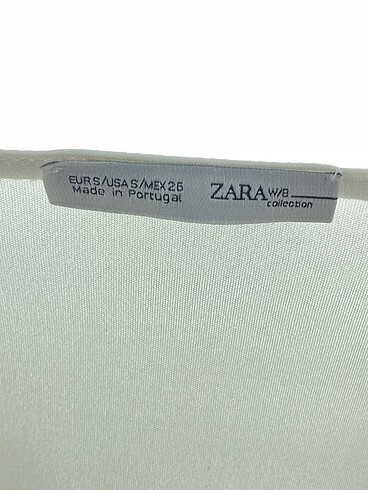 EUR S/USA S/MEX 26
Made in Portugal
ZARA W/B
collection